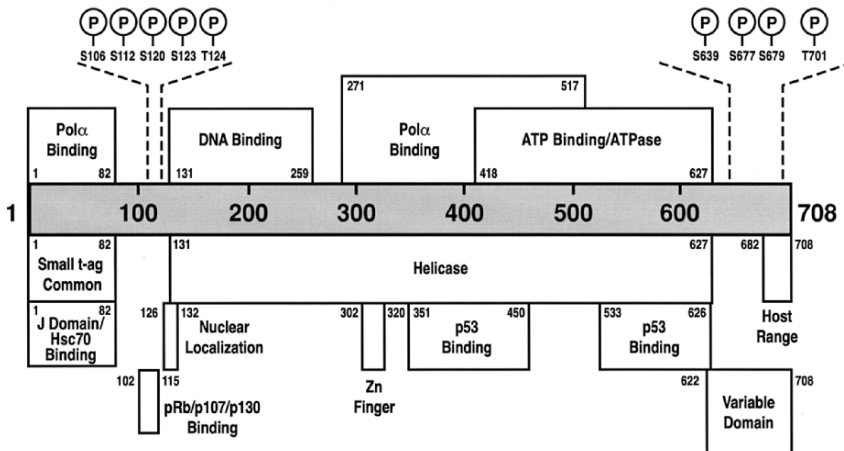 P P P P P P P P P
S106 S112 S120 S123 T124 S639 S677 S679 T701
271 517
Polα
Binding
1 82
DNA Binding
131 259
Polα
Binding
ATP Binding/ATPase
418 627
1 100 200 300 400 500 600 708
1 82
Small t-ag
Common
131 627
Helicase
682 708
Host
Range
1 82
J Domain/
Hsc70
Binding
126 132
Nuclear
Localization
302 320
Zn
Finger
351 450
p53
Binding
533 626
p53
Binding
102 115
pRb/p107/p130
Binding
622 708
Variable
Domain